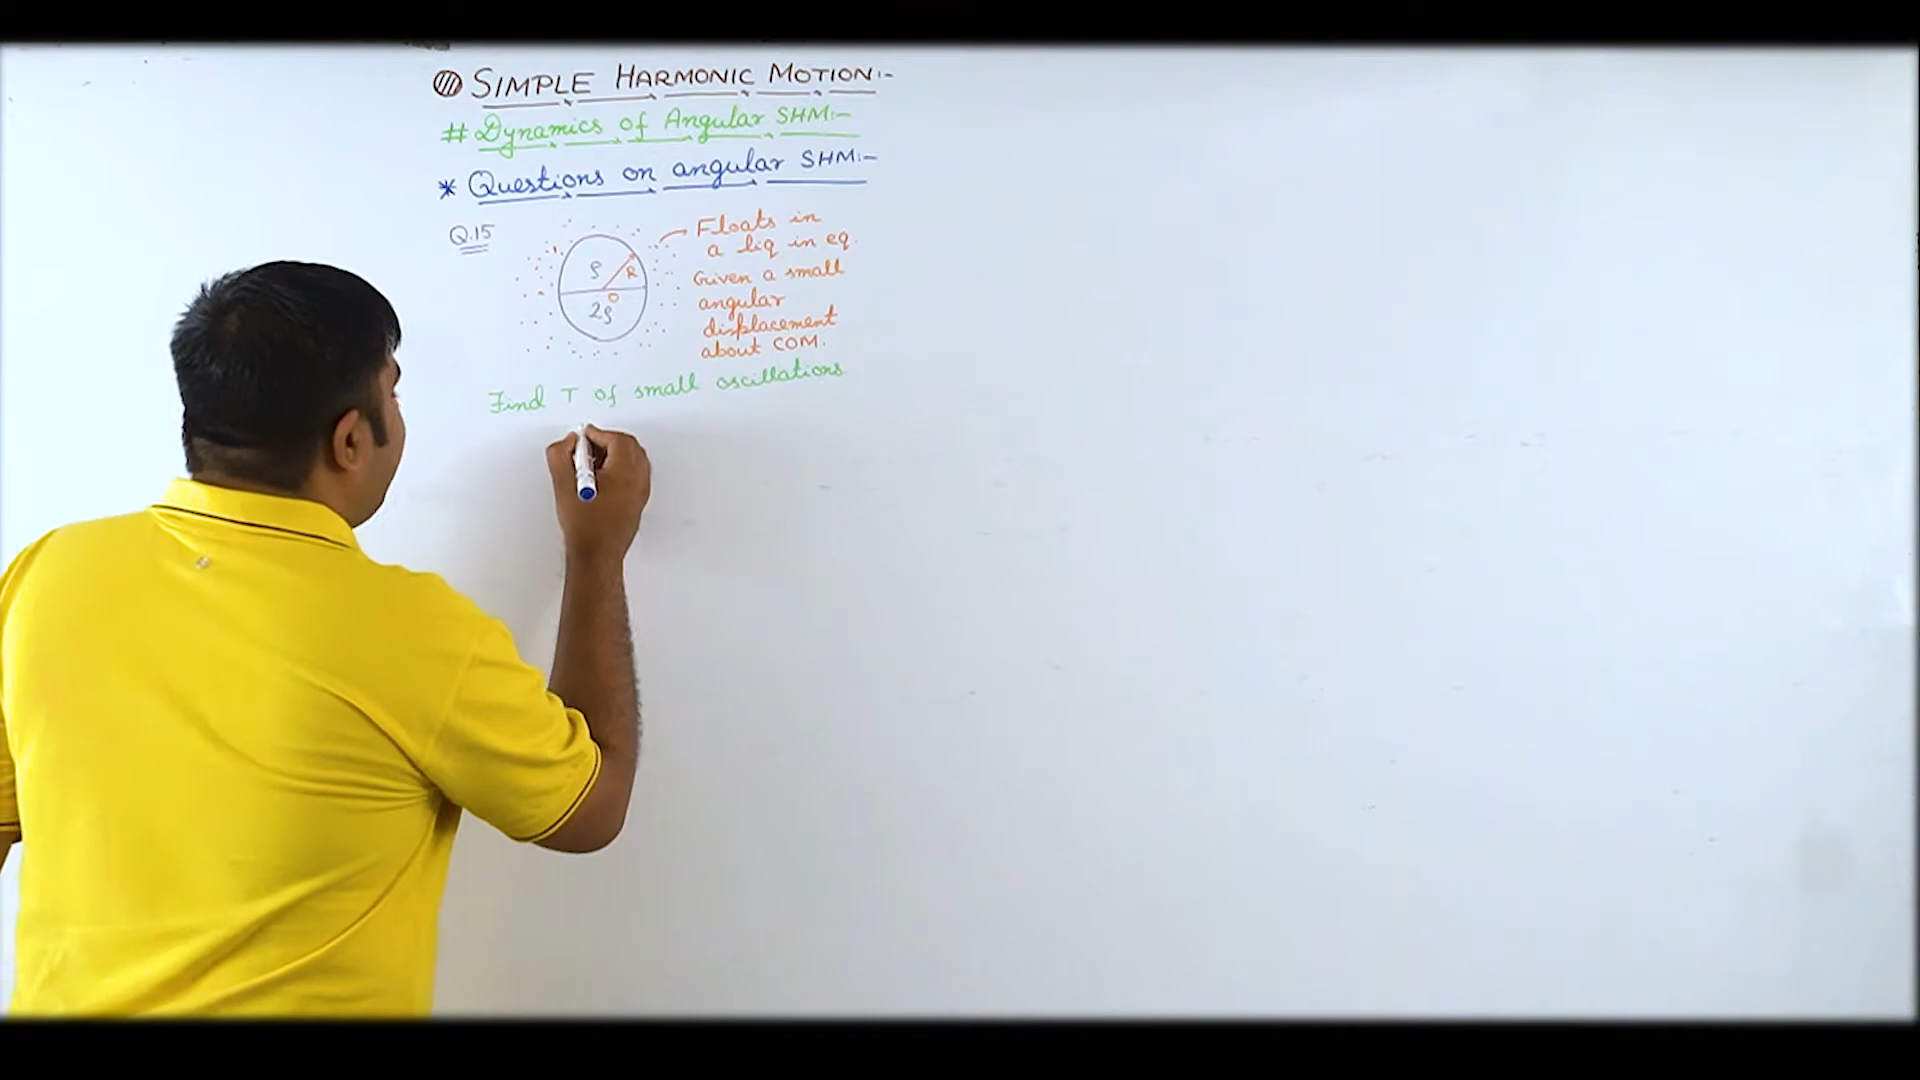 SIMPLE HARMONIC MOTION:-
# Dynamics of Angular SHM:-
* Questions on angular SHM:-
Q.15
ρ
R
O
2ρ
Floats in
a liq in eq.
Given a small
angular
displacement
about COM.
Find T of small oscillations